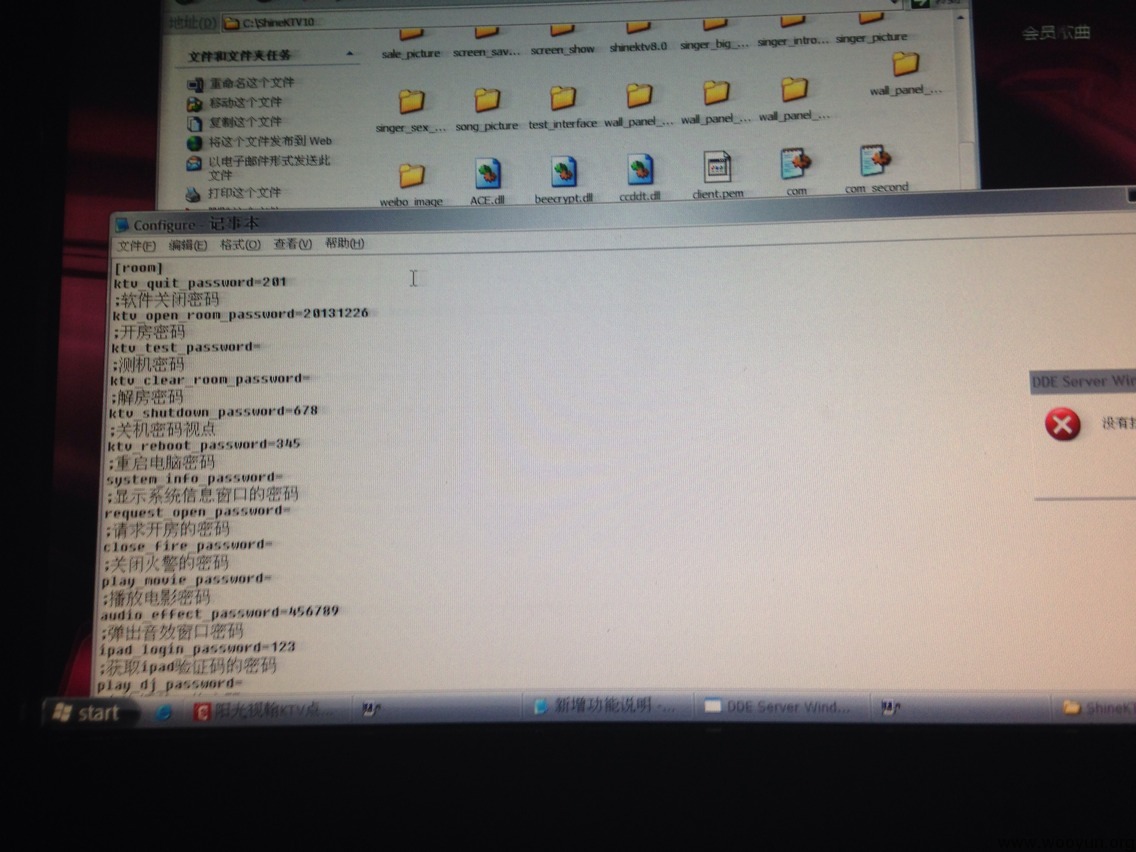 地址(D) C:\ShineKTV10
会员歌曲
文件和文件夹任务
重命名这个文件
移动这个文件
复制这个文件
将这个文件发布到 Web
以电子邮件形式发送此
文件
打印这个文件
sale_picture screen_sav... screen_show shinektv8.0 singer_big_... singer_intro... singer_picture
singer_sex_... song_picture test_interface wall_panel_... wall_panel_... wall_panel_... wall_panel_...
weibo_image ACE.dll beecrypt.dll ccddt.dll client.pem com com_second
Configure - 记事本
文件(F) 编辑(E) 格式(O) 查看(V) 帮助(H)
[room]
ktv_quit_password=201
;软件关闭密码
ktv_open_room_password=20131226
;开房密码
ktv_test_password=
;测机密码
ktv_clear_room_password=
;解房密码
ktv_shutdown_password=678
;关机密码视点
ktv_reboot_password=345
;重启电脑密码
system_info_password=
;显示系统信息窗口的密码
request_open_password=
;请求开房的密码
close_fire_password=
;关闭火警的密码
play_movie_password=
;播放电影密码
audio_effect_password=456789
;弹出音效窗口密码
ipad_login_password=123
;获取ipad验证码的密码
play_dj_password=
DDE Server Win
没有
start 阳光视翰KTV点... 新增功能说明 -... DDE Server Wind... ShineKT